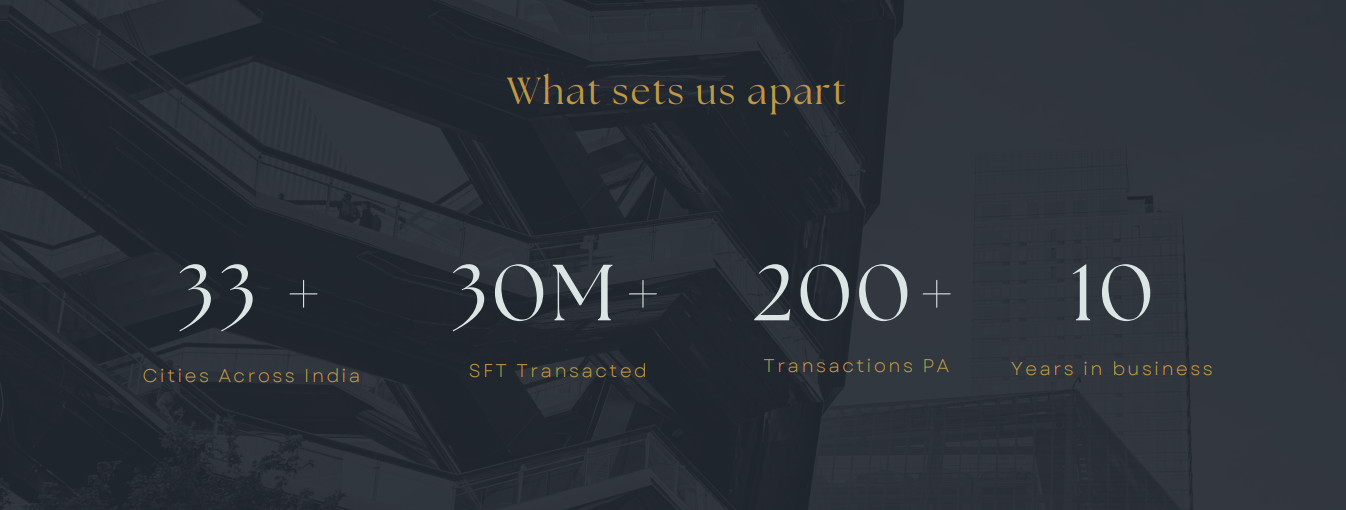 What sets us apart
33 + 30M + 200 + 10
Cities Across India SFT Transacted Transactions PA Years in business